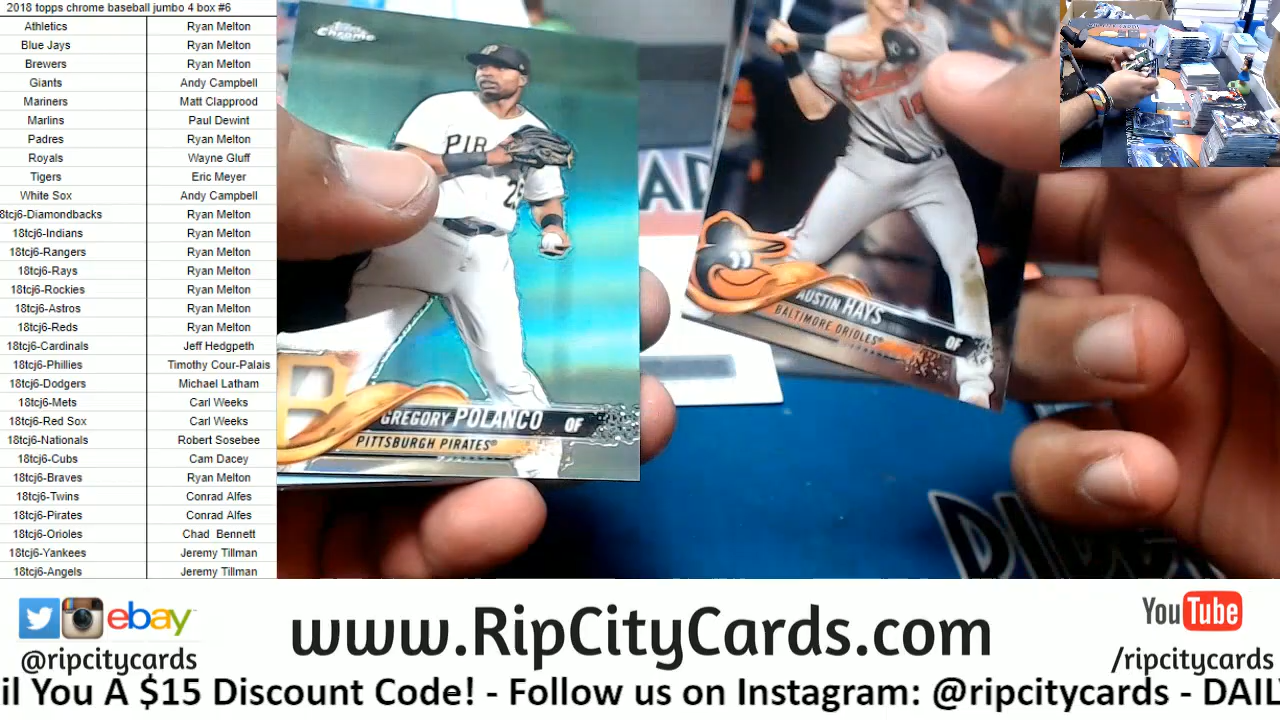 2018 topps chrome baseball jumbo 4 box #6
Athletics Ryan Melton
Blue Jays Ryan Melton
Brewers Ryan Melton
Giants Andy Campbell
Mariners Matt Clapprood
Marlins Paul Dewint
Padres Ryan Melton
Royals Wayne Gluff
Tigers Eric Meyer
White Sox Andy Campbell
8tcj6-Diamondbacks Ryan Melton
18tcj6-Indians Ryan Melton
18tcj6-Rangers Ryan Melton
18tcj6-Rays Ryan Melton
18tcj6-Rockies Ryan Melton
18tcj6-Astros Ryan Melton
18tcj6-Reds Ryan Melton
18tcj6-Cardinals Jeff Hedgpeth
18tcj6-Phillies Timothy Cour-Palais
18tcj6-Dodgers Michael Latham
18tcj6-Mets Carl Weeks
18tcj6-Red Sox Carl Weeks
18tcj6-Nationals Robert Sosebee
18tcj6-Cubs Cam Dacey
18tcj6-Braves Ryan Melton
18tcj6-Twins Conrad Alfes
18tcj6-Pirates Conrad Alfes
18tcj6-Orioles Chad Bennett
18tcj6-Yankees Jeremy Tillman
18tcj6-Angels Jeremy Tillman
Topps Chrome
PIR
GREGORY POLANCO OF
PITTSBURGH PIRATES
AUSTIN HAYS
BALTIMORE ORIOLES OF
ebay
@ripcitycards
www.RipCityCards.com
YouTube
/ripcitycards
il You A $15 Discount Code! - Follow us on Instagram: @ripcitycards - DAIL